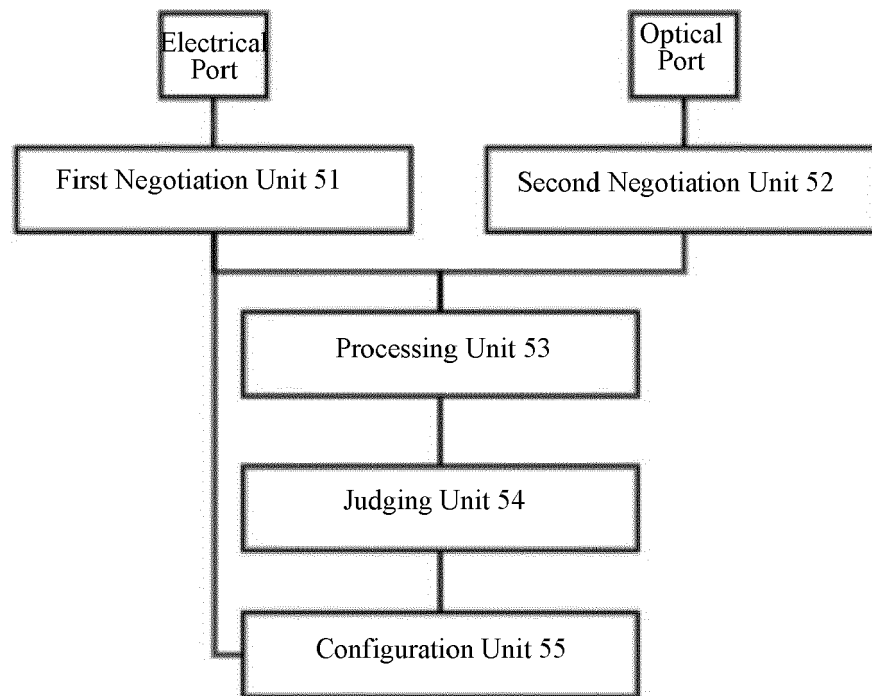 Electrical
Port
Optical
Port
First Negotiation Unit 51
Second Negotiation Unit 52
Processing Unit 53
Judging Unit 54
Configuration Unit 55